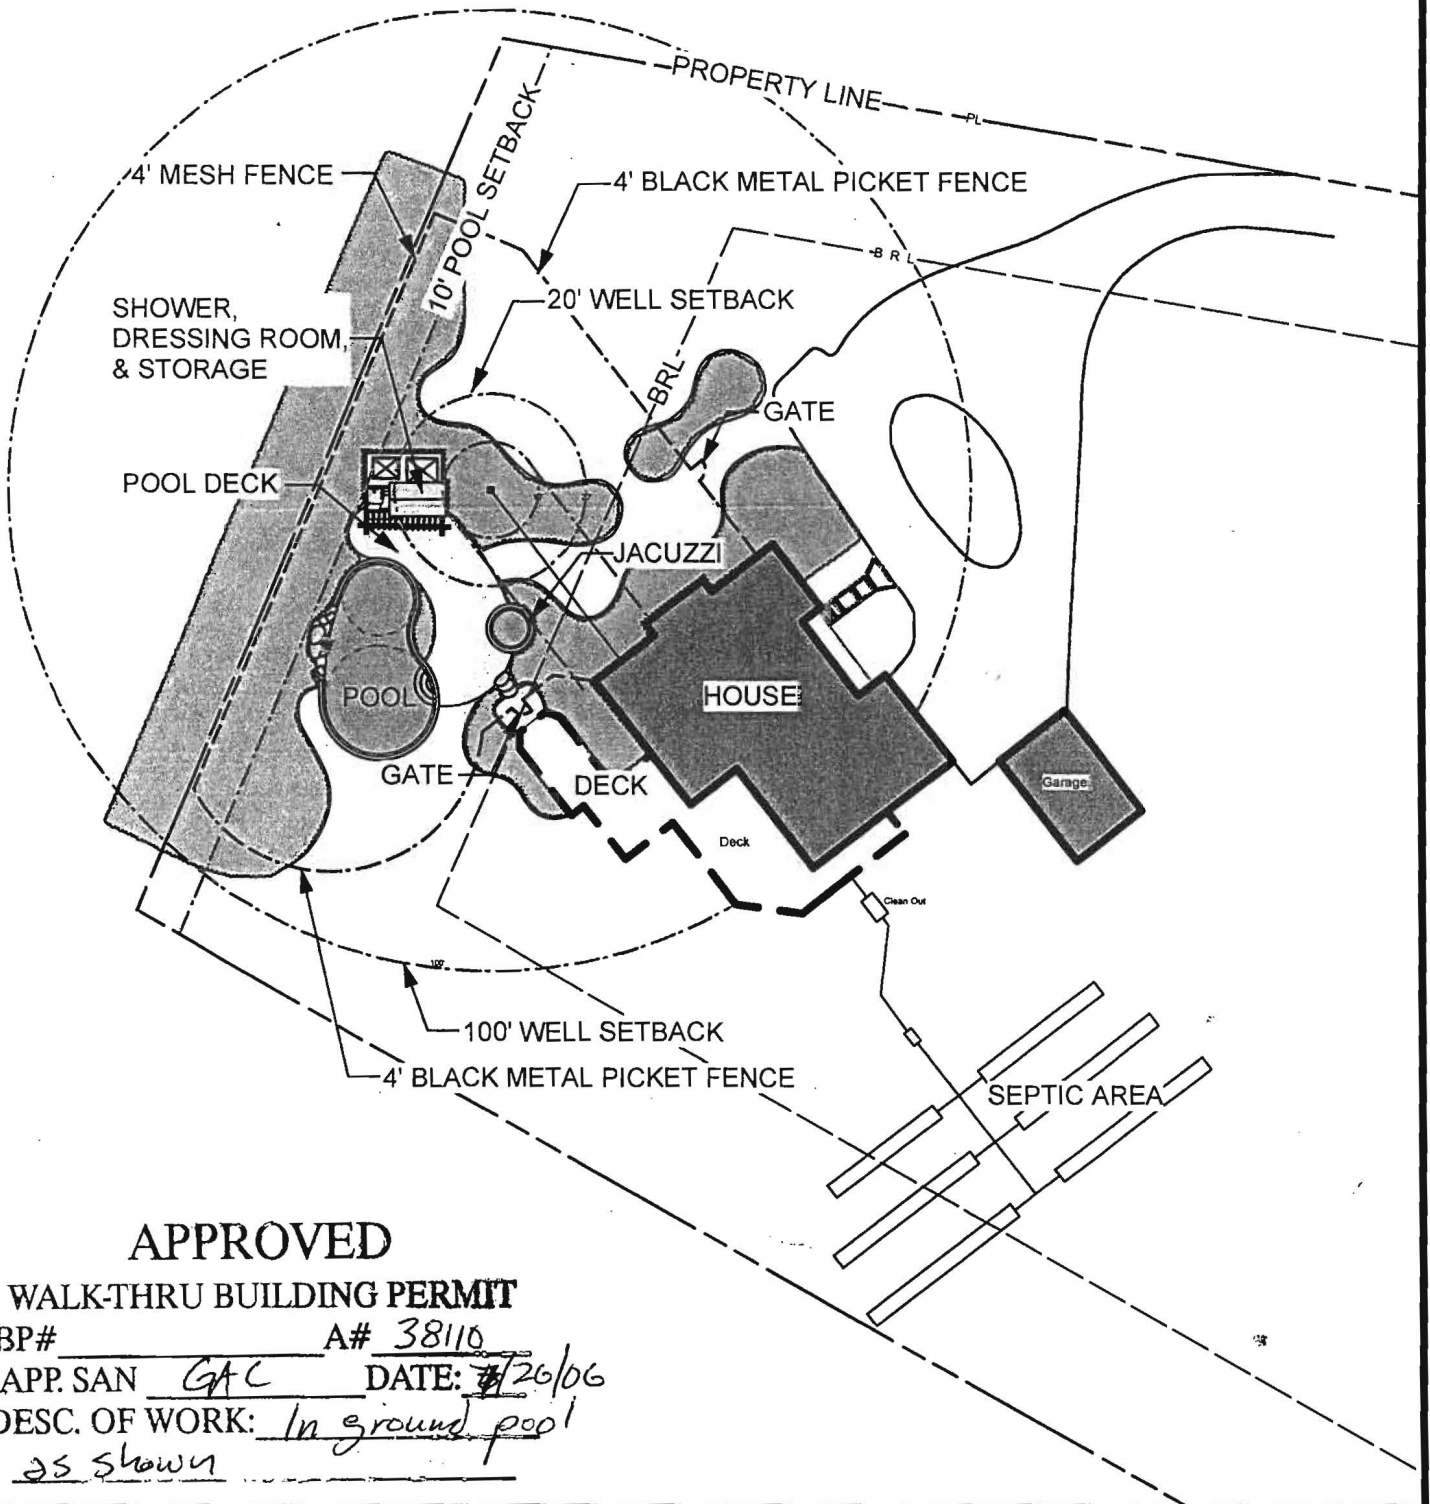 PROPERTY LINE
PL
10' POOL SETBACK
4' MESH FENCE
4' BLACK METAL PICKET FENCE
B R L
20' WELL SETBACK
SHOWER,
DRESSING ROOM,
& STORAGE
BRL
GATE
POOL DECK
JACUZZI
POOL
HOUSE
GATE
DECK
Garage
Deck
Clean Out
100'
100' WELL SETBACK
4' BLACK METAL PICKET FENCE
SEPTIC AREA
APPROVED
WALK-THRU BUILDING PERMIT
BP# A# 38110
APP. SAN GAC DATE: /26/06
DESC. OF WORK: In ground pool
as shown